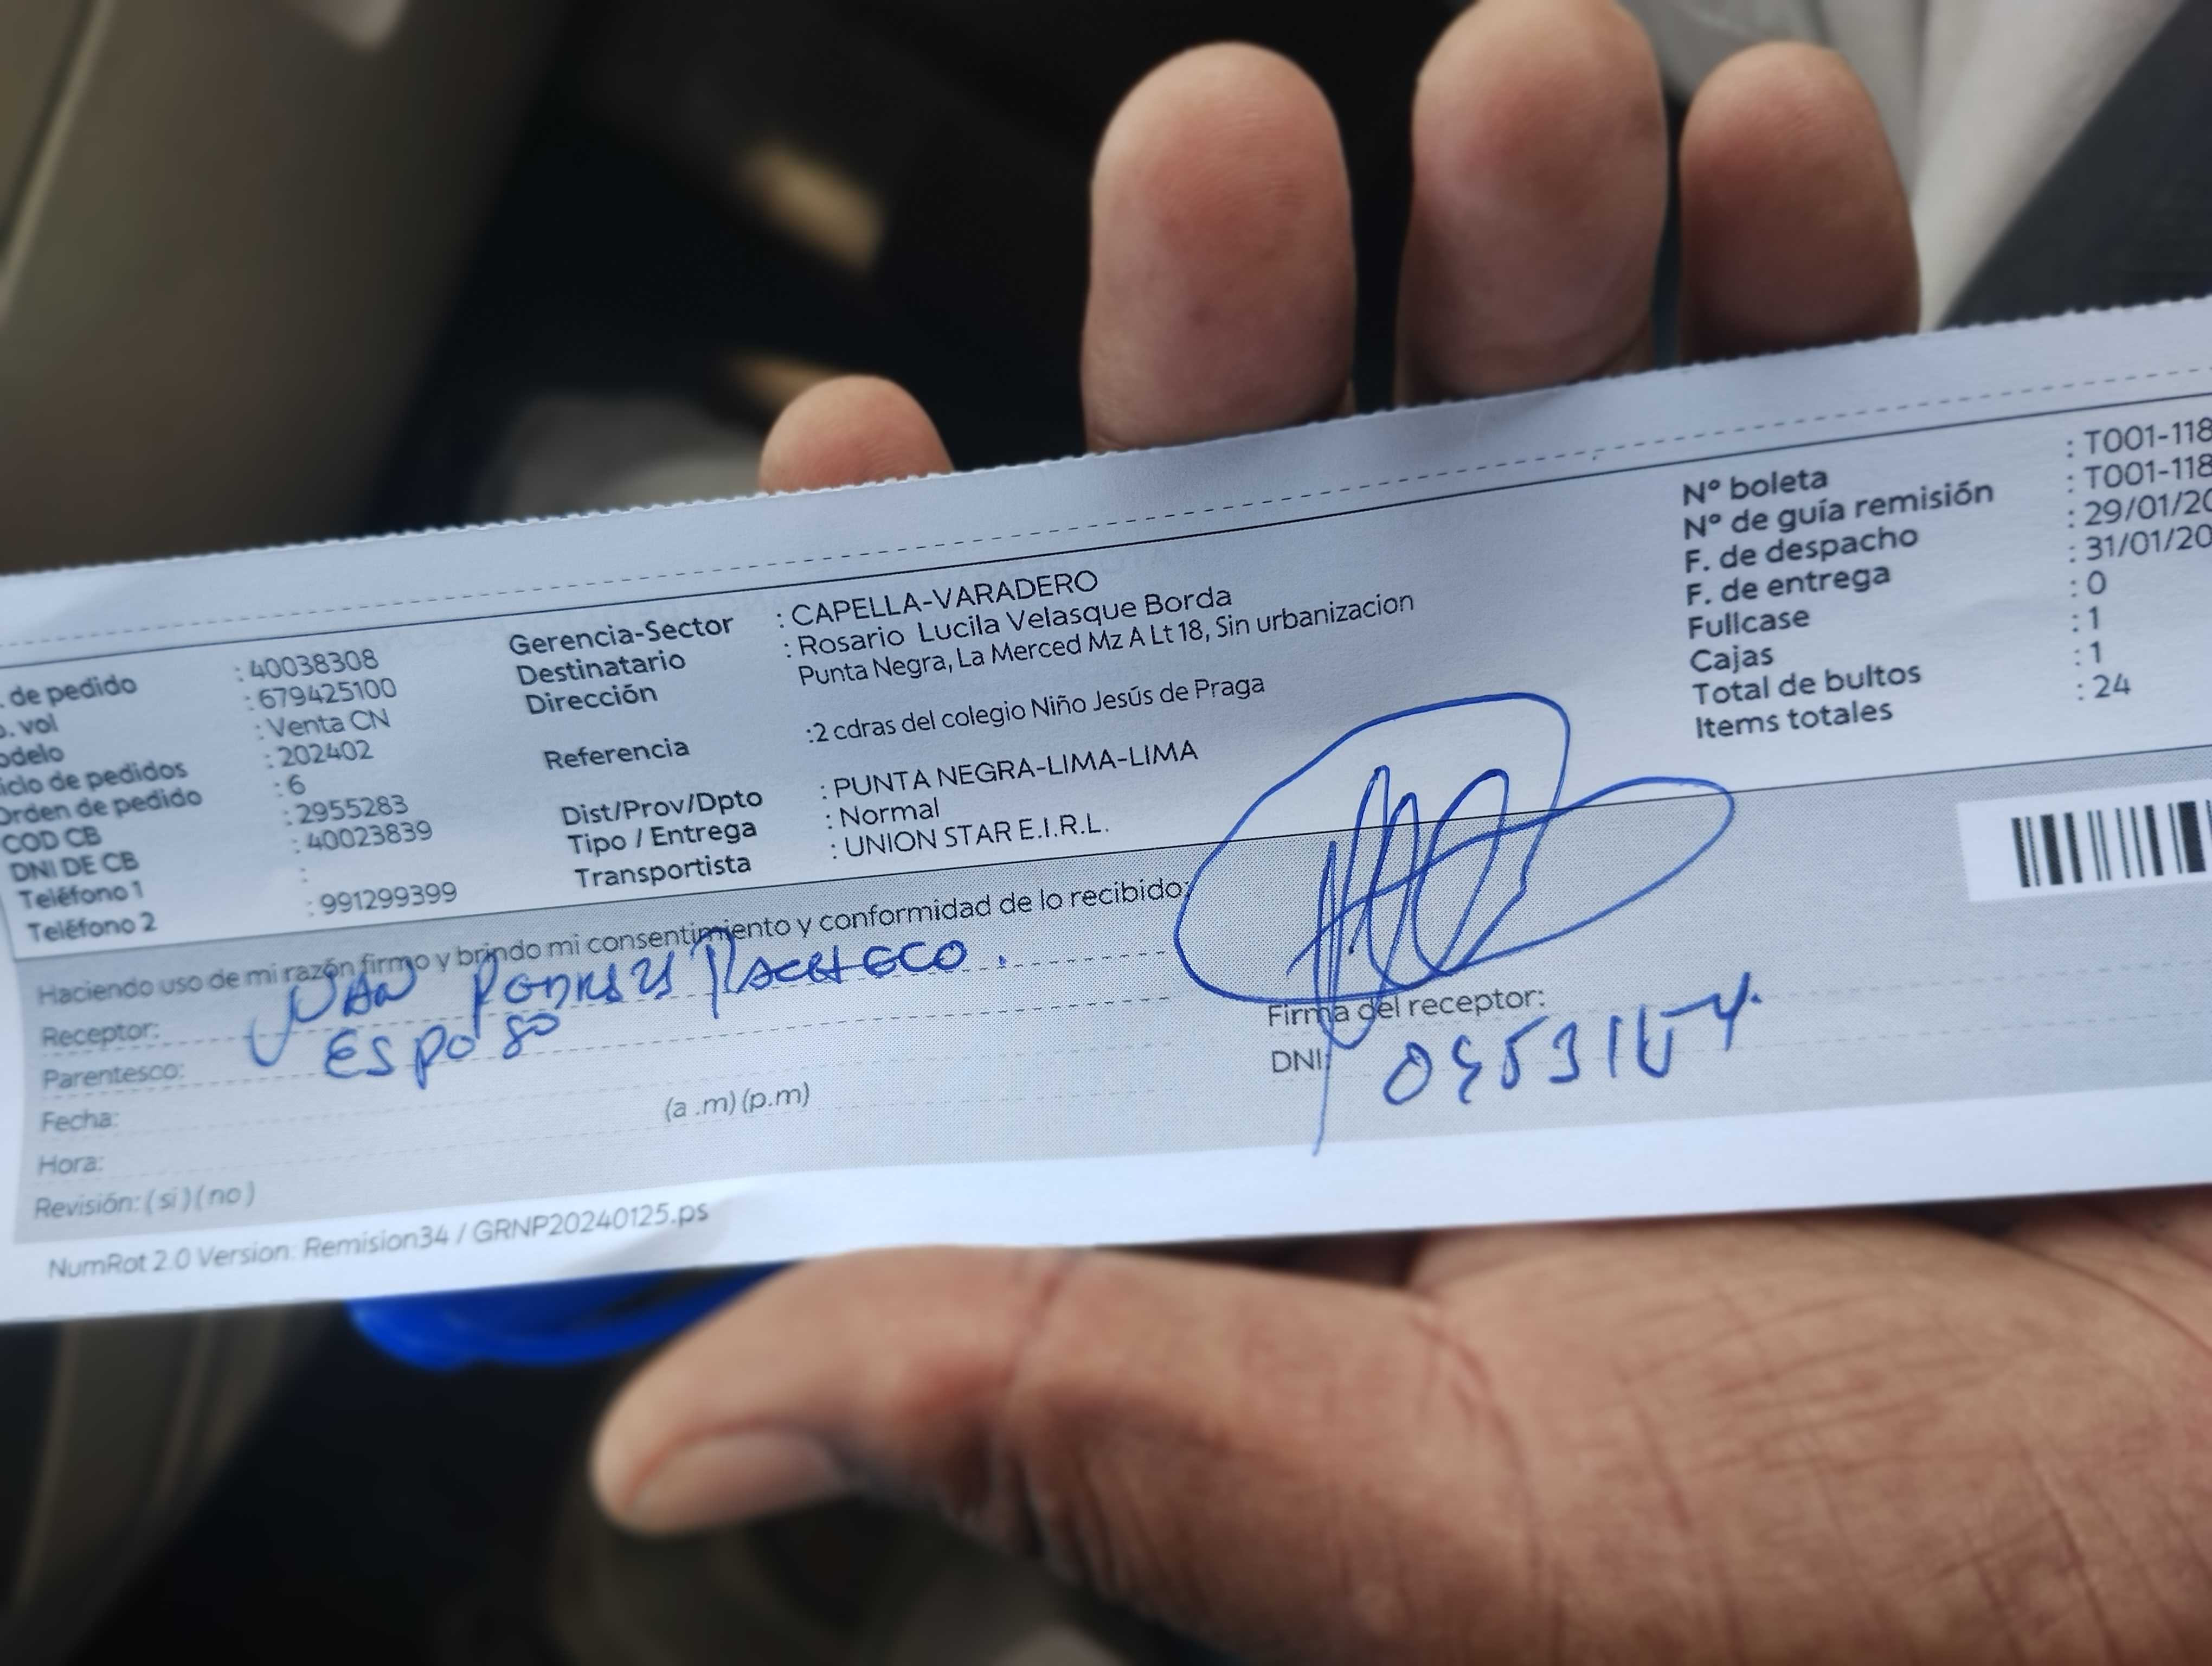 . de pedido : 40038308
o. vol : 679425100
odelo : Venta CN
iclo de pedidos : 202402
Orden de pedido : 6
COD CB : 2955283
DNI DE CB : 40023839
Teléfono 1 :
Teléfono 2 : 991299399
Gerencia-Sector : CAPELLA-VARADERO
Destinatario : Rosario Lucila Velasque Borda
Dirección Punta Negra, La Merced Mz A Lt 18, Sin urbanizacion
Referencia :2 cdras del colegio Niño Jesús de Praga
Dist/Prov/Dpto : PUNTA NEGRA-LIMA-LIMA
Tipo / Entrega : Normal
Transportista : UNION STAR E.I.R.L.
Nº boleta : T001-118
Nº de guía remisión : T001-118
F. de despacho : 29/01/20
F. de entrega : 31/01/20
Fullcase : 0
Cajas : 1
Total de bultos : 1
Items totales : 24
Haciendo uso de mi razón firmo y brindo mi consentimiento y conformidad de lo recibido:
Receptor: JUAN PACHECO.
Parentesco: ESPOSO
Fecha:
Hora: (a .m) (p.m)
Revisión: ( si ) ( no )
Firma del receptor:
DNI:
NumRot 2.0 Version: Remision34 / GRNP20240125.ps